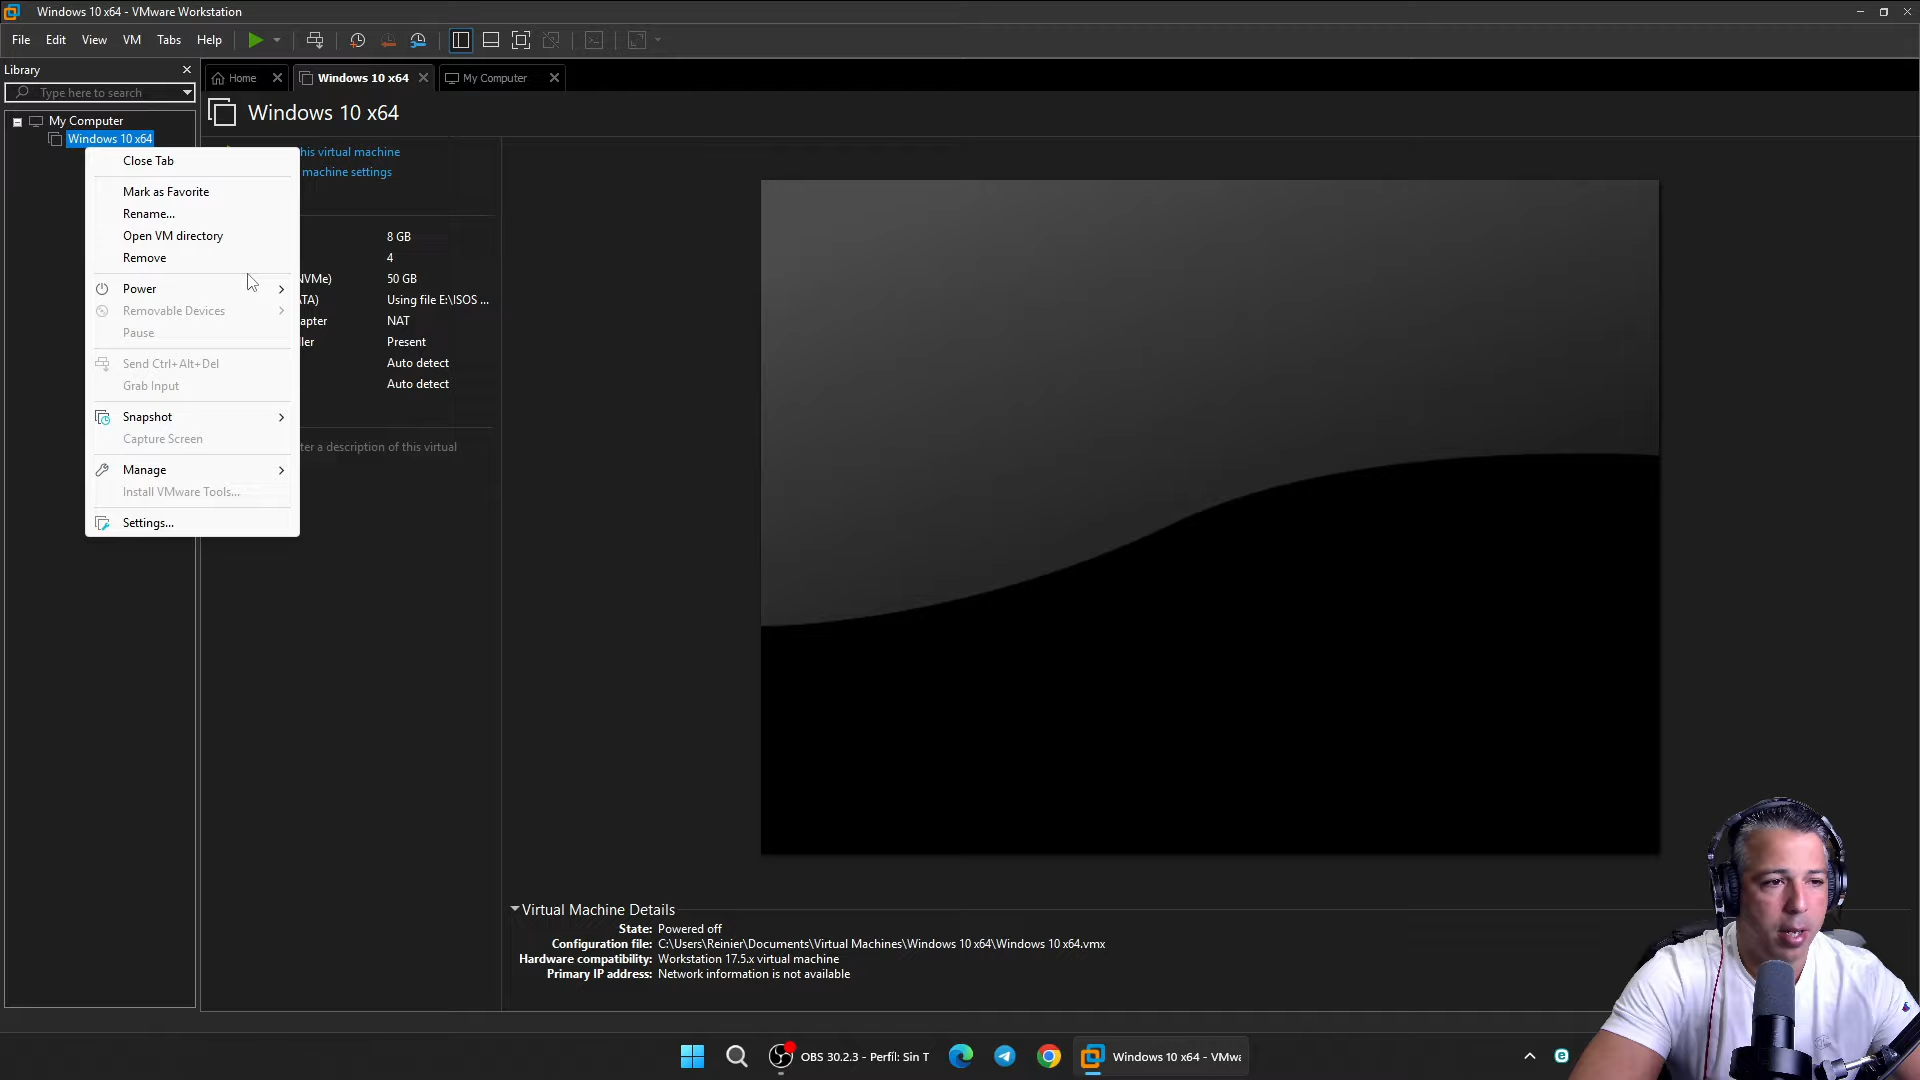 Windows 10 x64 - VMware Workstation
File Edit View VM Tabs Help
Library
Home Windows 10 x64 My Computer
Type here to search
Windows 10 x64
My Computer
Windows 10 x64
Close Tab
Mark as Favorite
Rename...
Open VM directory
Remove
Power
Removable Devices
Pause
Send Ctrl+Alt+Del
Grab Input
Snapshot
Capture Screen
Manage
Install VMware Tools...
Settings...
his virtual machine
machine settings
8 GB
4
NVMe) 50 GB
TA) Using file E:\ISOS ...
apter NAT
ller Present
Auto detect
Auto detect
ter a description of this virtual
Virtual Machine Details
State: Powered off
Configuration file: C:\Users\Reinier\Documents\Virtual Machines\Windows 10 x64\Windows 10 x64.vmx
Hardware compatibility: Workstation 17.5.x virtual machine
Primary IP address: Network information is not available
OBS 30.2.3 - Perfil: Sin T
Windows 10 x64 - VMwa